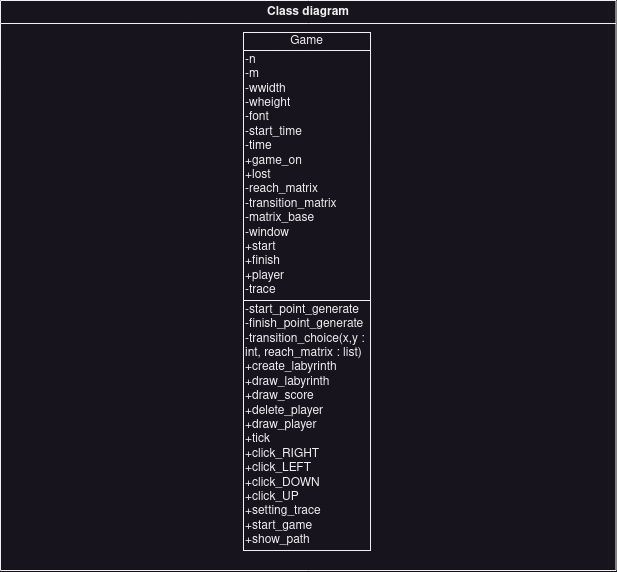 Class diagram
Game
-n
-m
-wwidth
-wheight
-font
-start_time
-time
+game_on
+lost
-reach_matrix
-transition_matrix
-matrix_base
-window
+start
+finish
+player
-trace
-start_point_generate
-finish_point_generate
-transition_choice(x,y :
int, reach_matrix : list)
+create_labyrinth
+draw_labyrinth
+draw_score
+delete_player
+draw_player
+tick
+click_RIGHT
+click_LEFT
+click_DOWN
+click_UP
+setting_trace
+start_game
+show_path